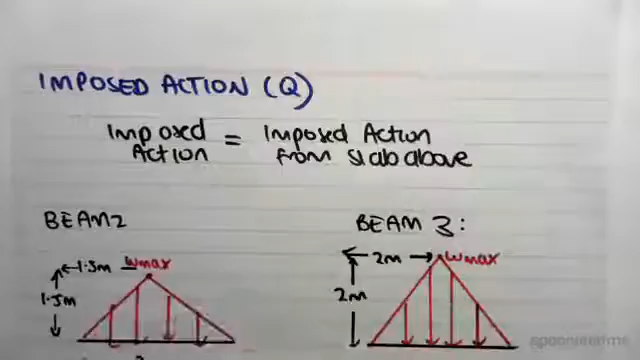 IMPOSED ACTION (Q)
Imposed Action = Imposed Action from slab above
BEAM 2
BEAM 3:
1.5m
wmax
1.5m
2m
wmax
2m